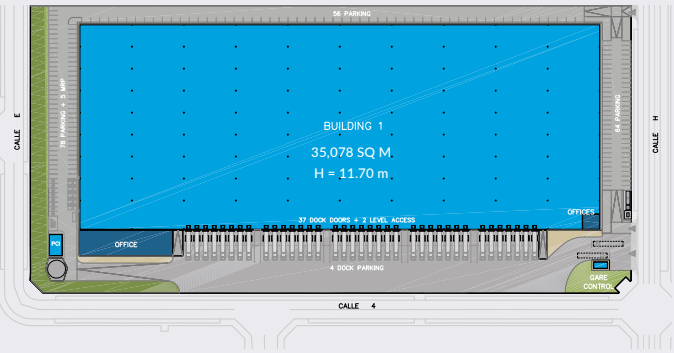 56 PARKING
CALLE E
78 PARKING + 5 MRP
BUILDING 1
35,078 SQ M
H = 11.70 m
64 PARKING
CALLE H
OFFICES
37 DOCK DOORS + 2 LEVEL ACCESS
PCI
OFFICE
4 DOCK PARKING
GARE
CONTROL
CALLE 4